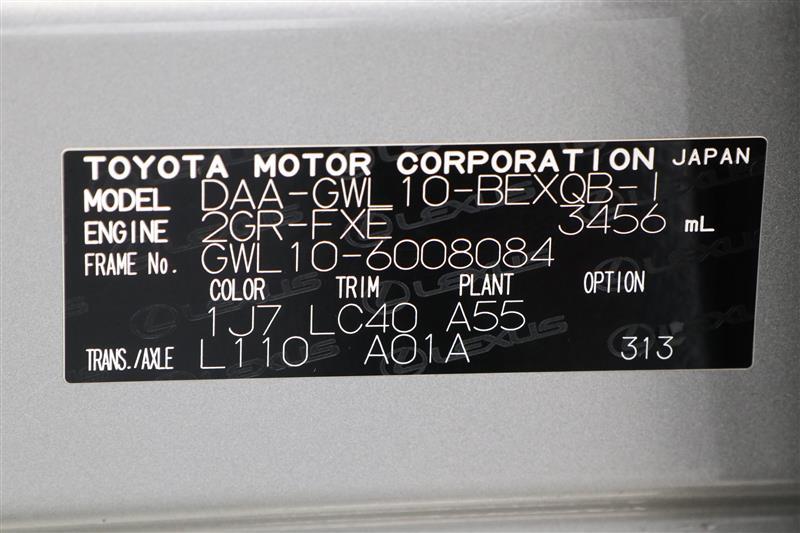 TOYOTA MOTOR CORPORATION JAPAN
MODEL DAA-GWL10-BEXQB-I
ENGINE 2GR-FXE 3456 mL
FRAME No. GWL10-6008084
COLOR TRIM PLANT OPTION
1J7 LC40 A55
TRANS./AXLE L110 A01A 313
LEXUS